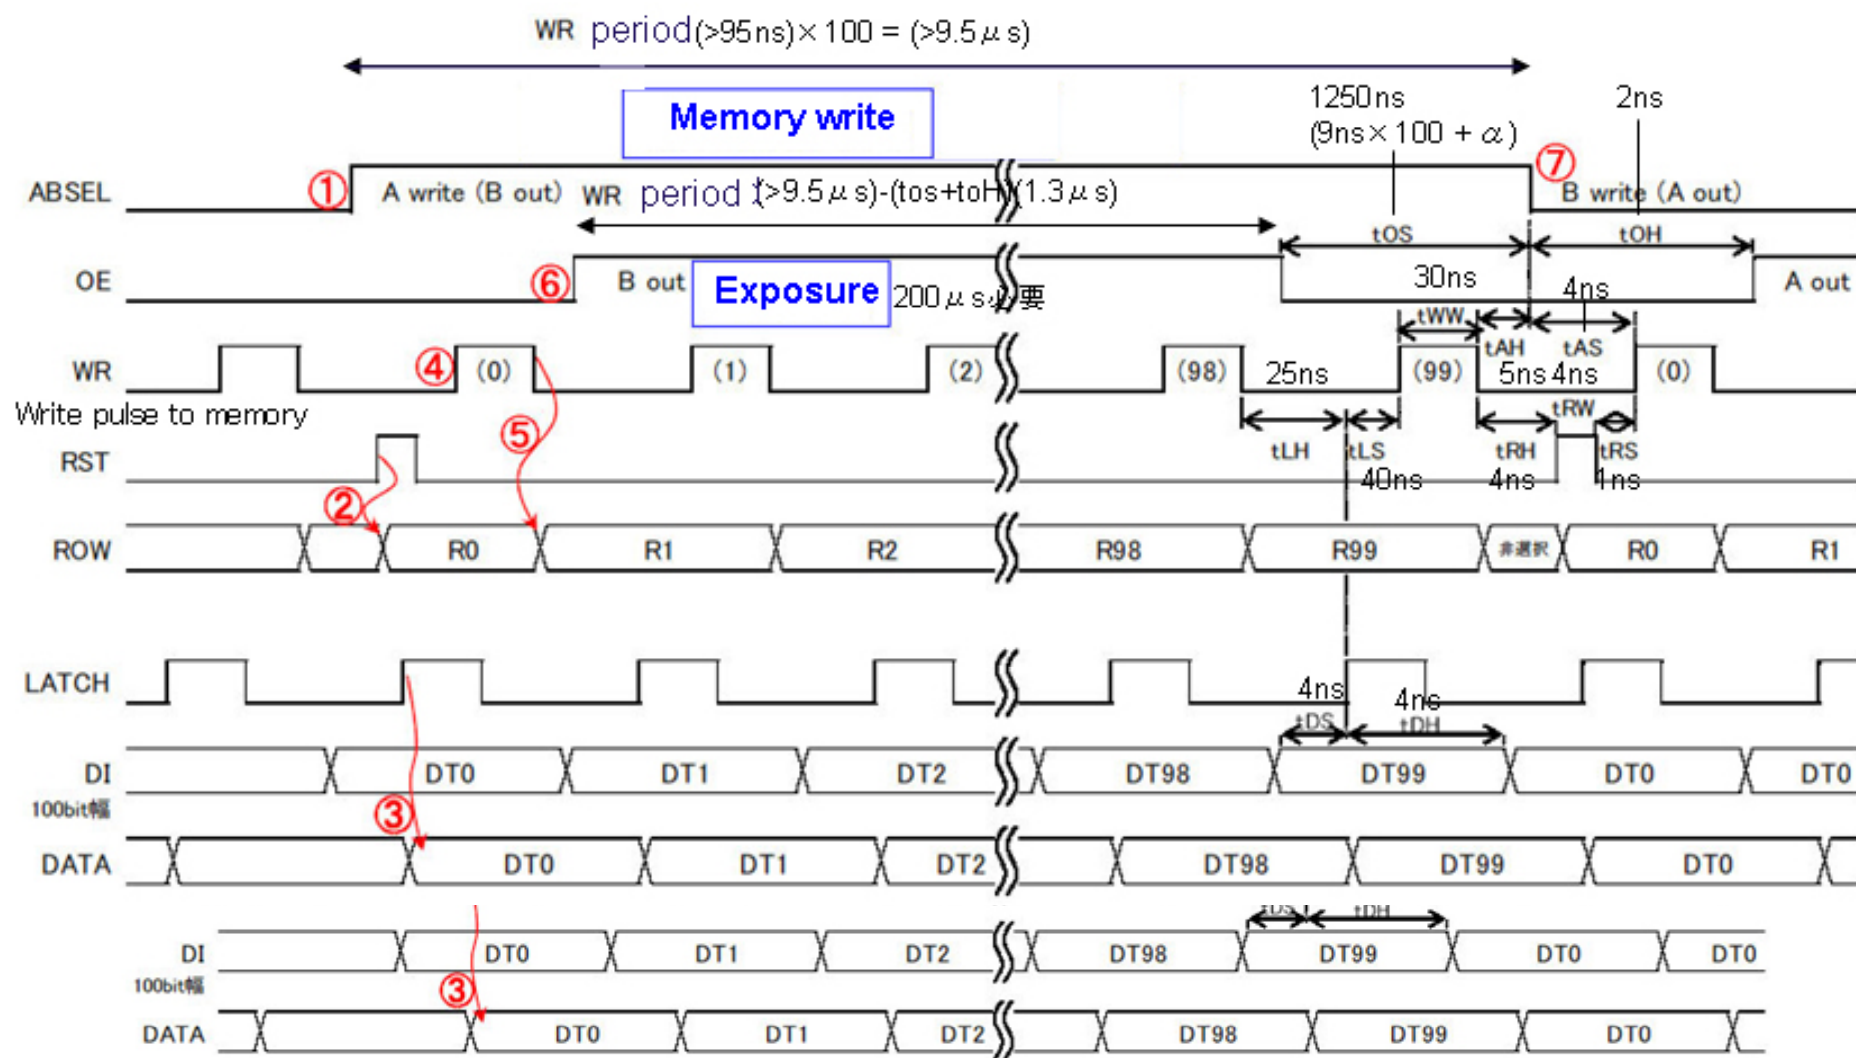 WR period(>95ns)×100 = (>9.5μs)
Memory write
1250ns
(9ns×100 + α)
2ns
ABSEL ① A write (B out) WR period :(>9.5μs)-(tos+toH)(1.3μs) ⑦ B write (A out)
tOS tOH
OE ⑥ B out Exposure 200μs必要 30ns 4ns A out
tWW tAH tAS
WR ④ (0) (1) (2) (98) 25ns (99) 5ns 4ns (0)
Write pulse to memory
⑤ tRW
RST tLH tLS tRH tRS
40ns 4ns 1ns
②
ROW R0 R1 R2 R98 R99 非選択 R0 R1
LATCH 4ns 4ns
tDS tDH
DI DT0 DT1 DT2 DT98 DT99 DT0 DT0
100bit幅 ③
DATA DT0 DT1 DT2 DT98 DT99 DT0
tDS tDH
DI DT0 DT1 DT2 DT98 DT99 DT0 DT0
100bit幅 ③
DATA DT0 DT1 DT2 DT98 DT99 DT0